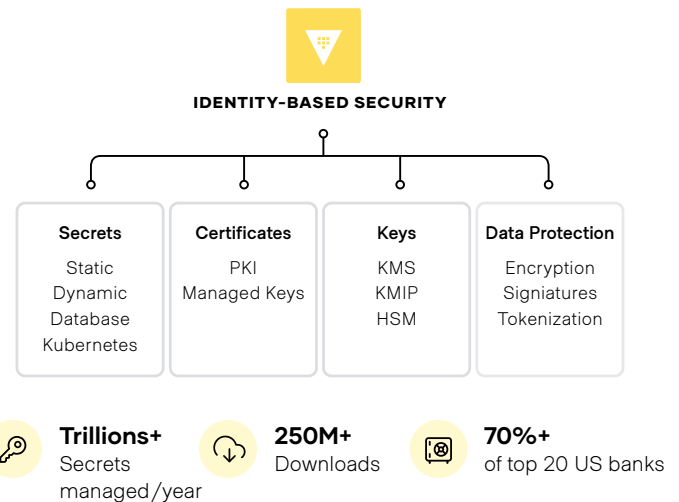 IDENTITY-BASED SECURITY
Secrets
Static
Dynamic
Database
Kubernetes
Certificates
PKI
Managed Keys
Keys
KMS
KMIP
HSM
Data Protection
Encryption
Signiatures
Tokenization
Trillions+
Secrets
managed/year
250M+
Downloads
70%+
of top 20 US banks